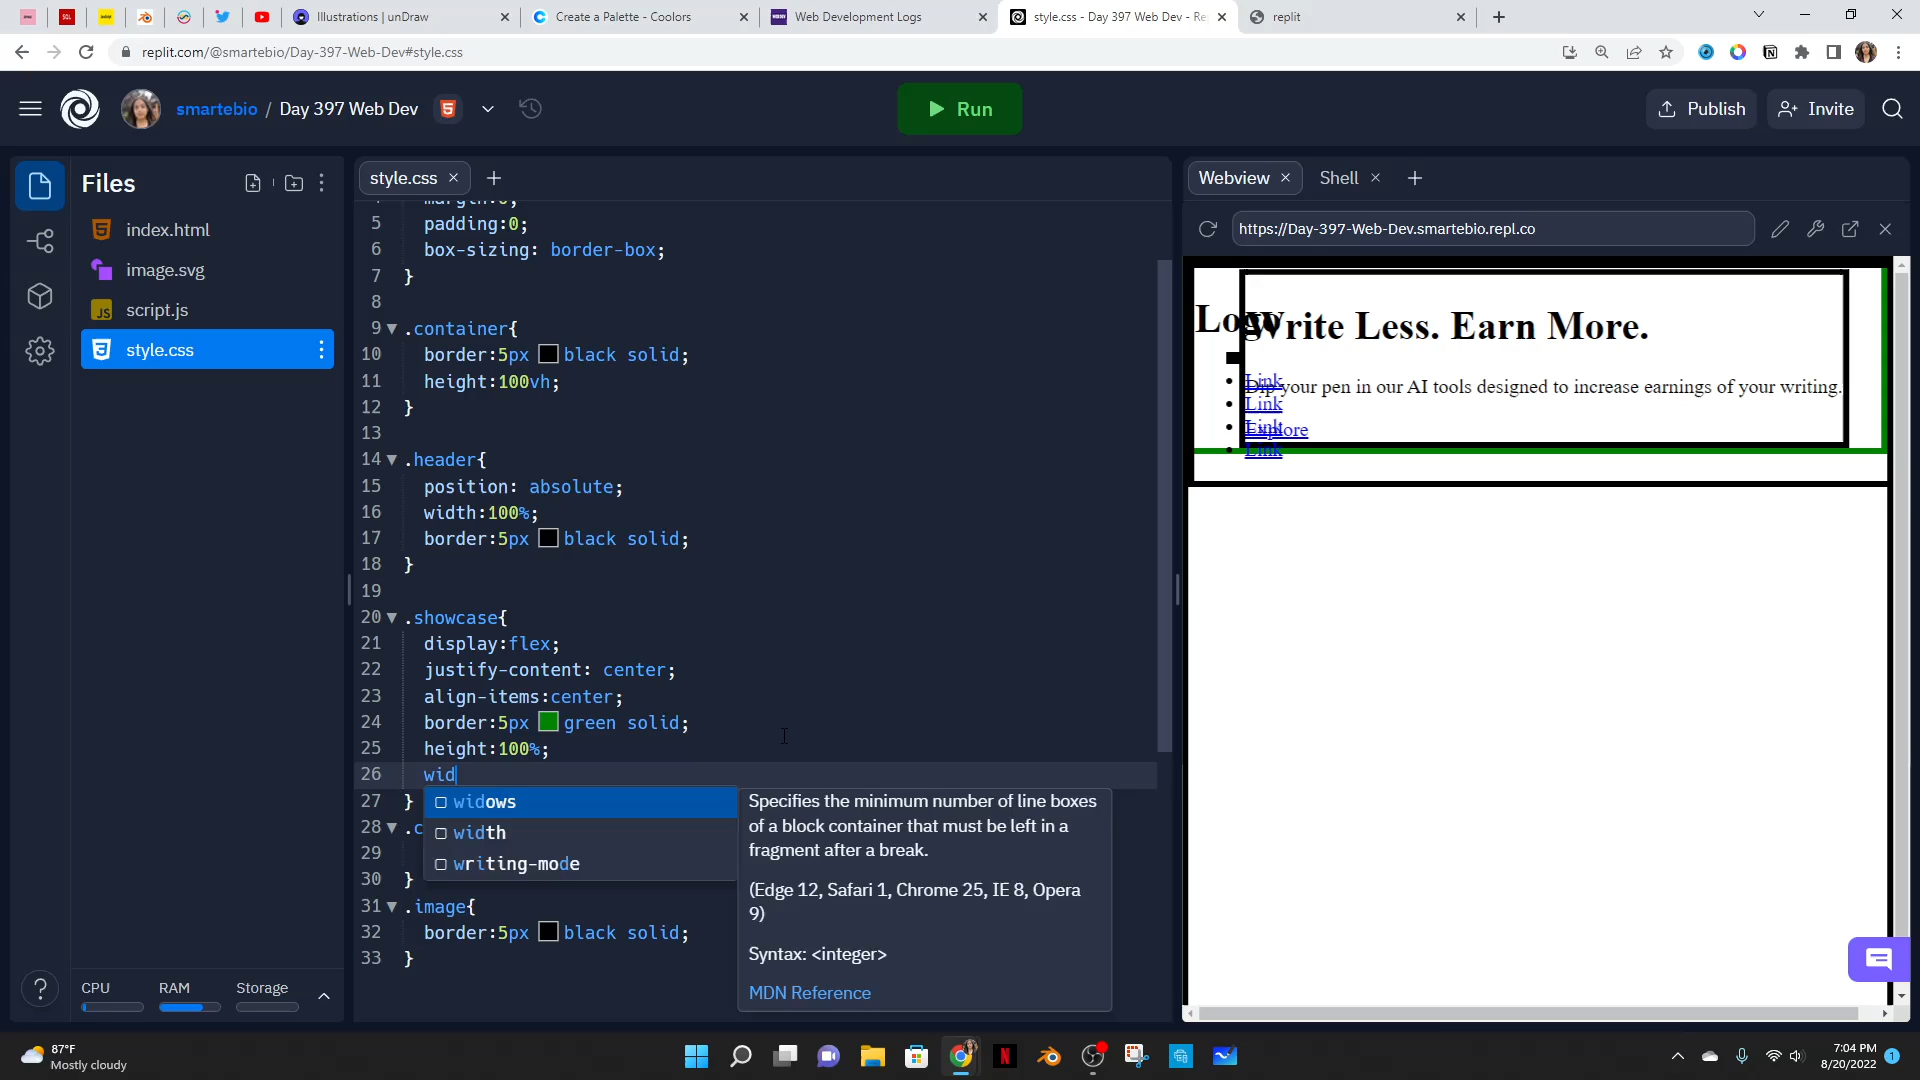 Illustrations | unDraw
Create a Palette - Coolors
Web Development Logs
style.css - Day 397 Web Dev - Re
replit
replit.com/@smartebio/Day-397-Web-Dev#style.css
smartebio / Day 397 Web Dev
Run
Publish
Invite
Files
index.html
image.svg
script.js
style.css
CPU
RAM
Storage
style.css
5 padding:0;
6 box-sizing: border-box;
7 }
8
9 .container{
10 border:5px black solid;
11 height:100vh;
12 }
13
14 .header{
15 position: absolute;
16 width:100%;
17 border:5px black solid;
18 }
19
20 .showcase{
21 display:flex;
22 justify-content: center;
23 align-items:center;
24 border:5px green solid;
25 height:100%;
26 wid
27 }
28 .c
29
30 }
31 .image{
32 border:5px black solid;
33 }
widows
width
writing-mode
Specifies the minimum number of line boxes
of a block container that must be left in a
fragment after a break.
(Edge 12, Safari 1, Chrome 25, IE 8, Opera
9)
Syntax: <integer>
MDN Reference
Webview
Shell
https://Day-397-Web-Dev.smartebio.repl.co
Logo
Write Less. Earn More.
Link
Dip your pen in our AI tools designed to increase earnings of your writing.
Link
Link
Explore
Link
87°F
Mostly cloudy
7:04 PM
8/20/2022
1